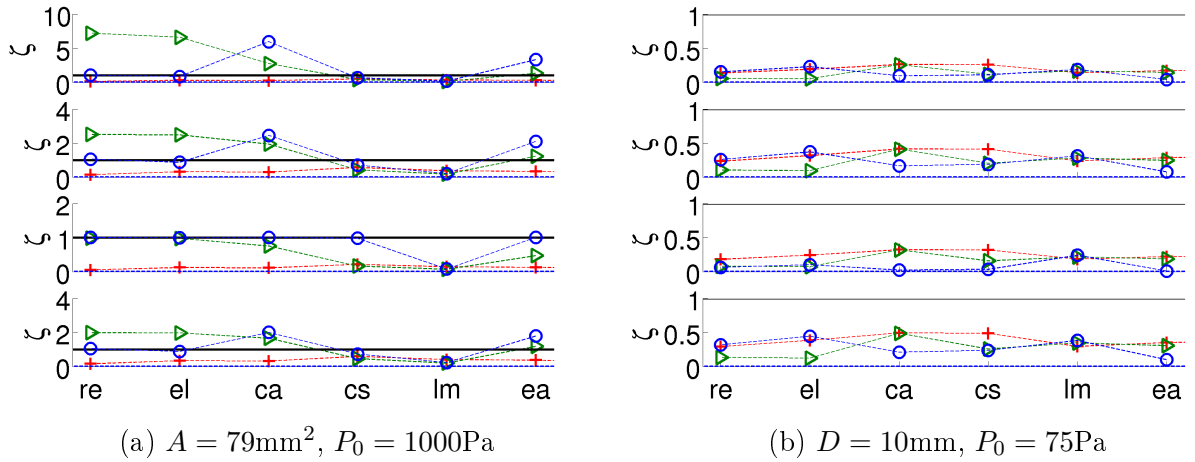 10
5
0
ζ
4
2
0
ζ
2
1
0
ζ
4
2
0
ζ
re el ca cs lm ea
(a) A = 79mm², P₀ = 1000Pa
1
0.5
0
ζ
1
0.5
0
ζ
1
0.5
0
ζ
1
0.5
0
ζ
re el ca cs lm ea
(b) D = 10mm, P₀ = 75Pa